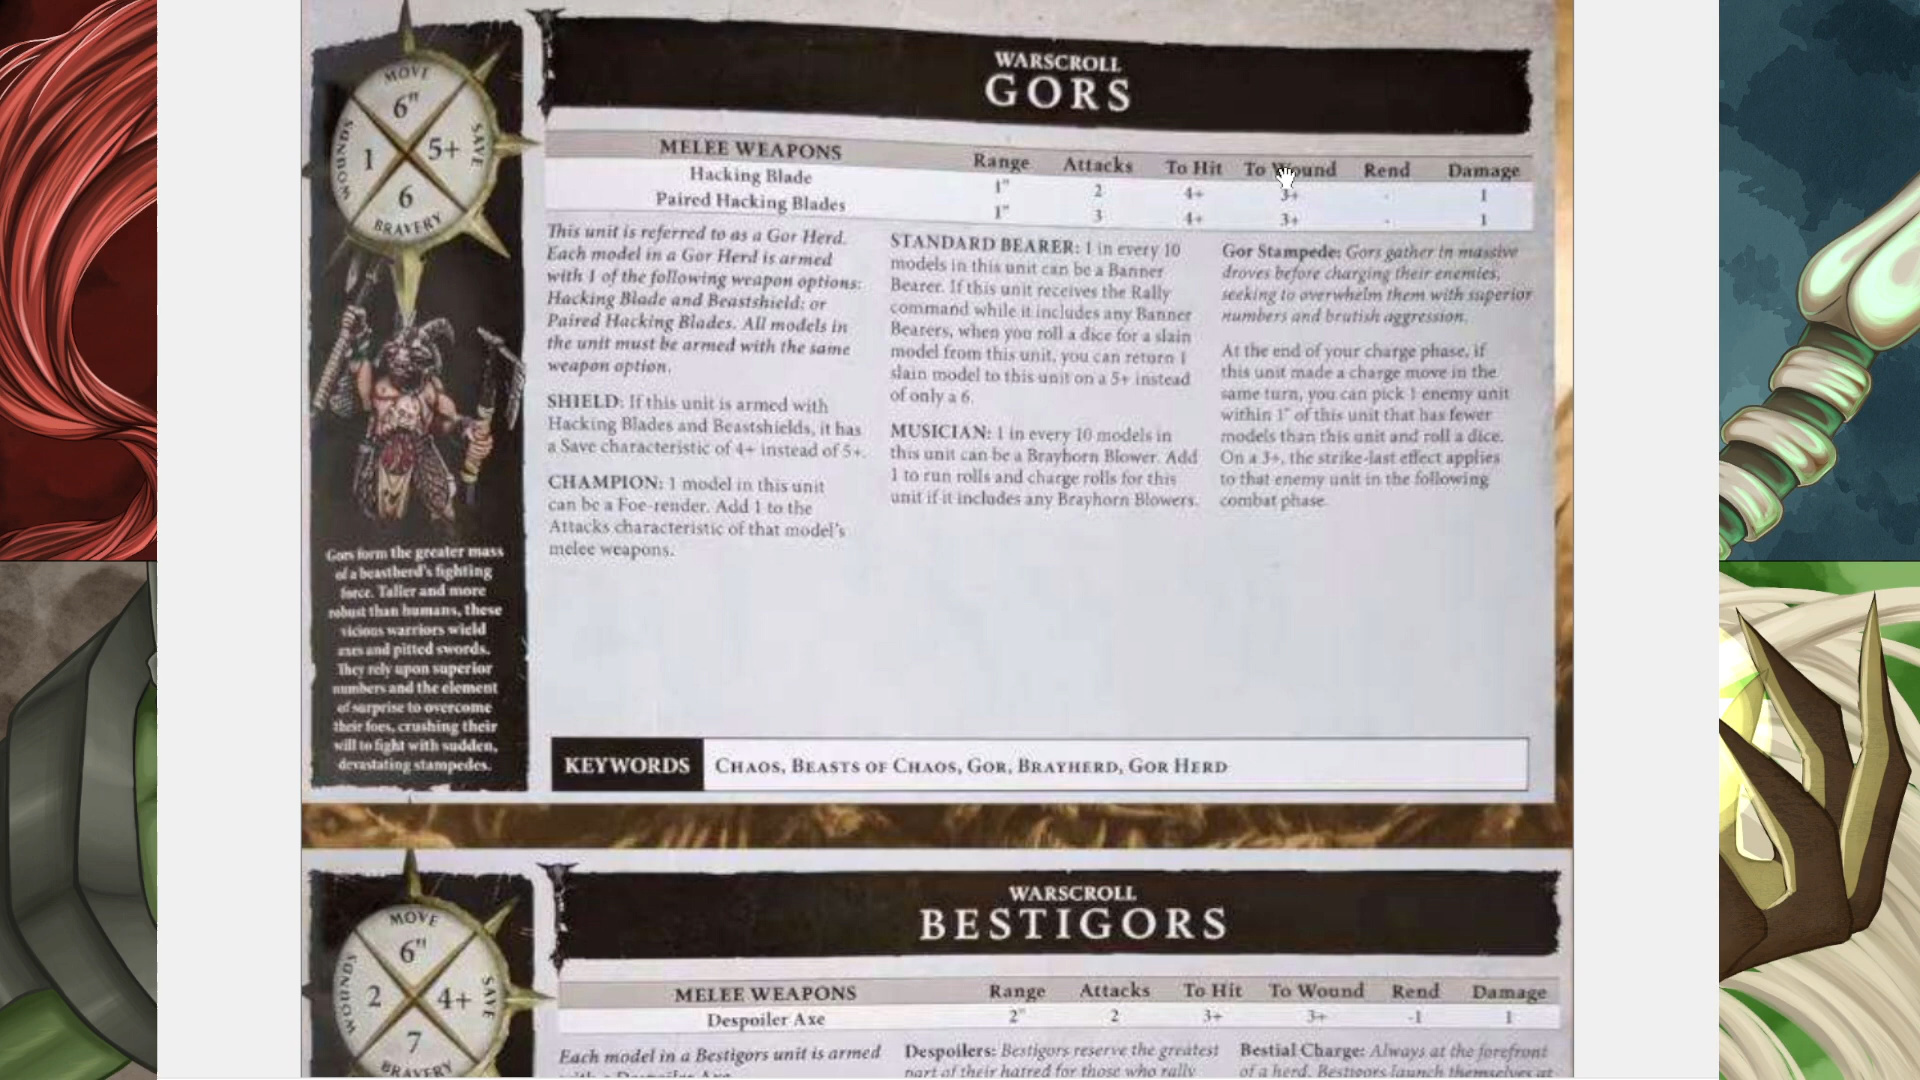 WARSCROLL
GORS
MOVE
6"
WOUNDS
1
5+
SAVE
6
BRAVERY
MELEE WEAPONS Range Attacks To Hit To Wound Rend Damage
Hacking Blade 1" 2 4+ 3+ - 1
Paired Hacking Blades 1" 3 4+ 3+ - 1
This unit is referred to as a Gor Herd.
Each model in a Gor Herd is armed
with 1 of the following weapon options:
Hacking Blade and Beastshield; or
Paired Hacking Blades. All models in
the unit must be armed with the same
weapon option.
SHIELD: If this unit is armed with
Hacking Blades and Beastshields, it has
a Save characteristic of 4+ instead of 5+.
CHAMPION: 1 model in this unit
can be a Foe-render. Add 1 to the
Attacks characteristic of that model's
melee weapons.
STANDARD BEARER: 1 in every 10
models in this unit can be a Banner
Bearer. If this unit receives the Rally
command while it includes any Banner
Bearers, when you roll a dice for a slain
model from this unit, you can return 1
slain model to this unit on a 5+ instead
of only a 6.
MUSICIAN: 1 in every 10 models in
this unit can be a Brayhorn Blower. Add
1 to run rolls and charge rolls for this
unit if it includes any Brayhorn Blowers.
Gor Stampede: Gors gather in massive
droves before charging their enemies,
seeking to overwhelm them with superior
numbers and brutish aggression.
At the end of your charge phase, if
this unit made a charge move in the
same turn, you can pick 1 enemy unit
within 1" of this unit that has fewer
models than this unit and roll a dice.
On a 3+, the strike-last effect applies
to that enemy unit in the following
combat phase.
Gors form the greater mass
of a beastherd's fighting
force. Taller and more
robust than humans, these
vicious warriors wield
axes and pitted swords.
They rely upon superior
numbers and the element
of surprise to overcome
their foes, crushing their
will to fight with sudden,
devastating stampedes.
KEYWORDS CHAOS, BEASTS OF CHAOS, GOR, BRAYHERD, GOR HERD
WARSCROLL
BESTIGORS
MOVE
6"
WOUNDS
2
4+
SAVE
7
BRAVERY
MELEE WEAPONS Range Attacks To Hit To Wound Rend Damage
Despoiler Axe 2" 2 3+ 3+ -1 1
Each model in a Bestigors unit is armed
with a Despoiler Axe.
Despoilers: Bestigors reserve the greatest
part of their hatred for those who rally
Bestial Charge: Always at the forefront
of a herd, Bestigors launch themselves at